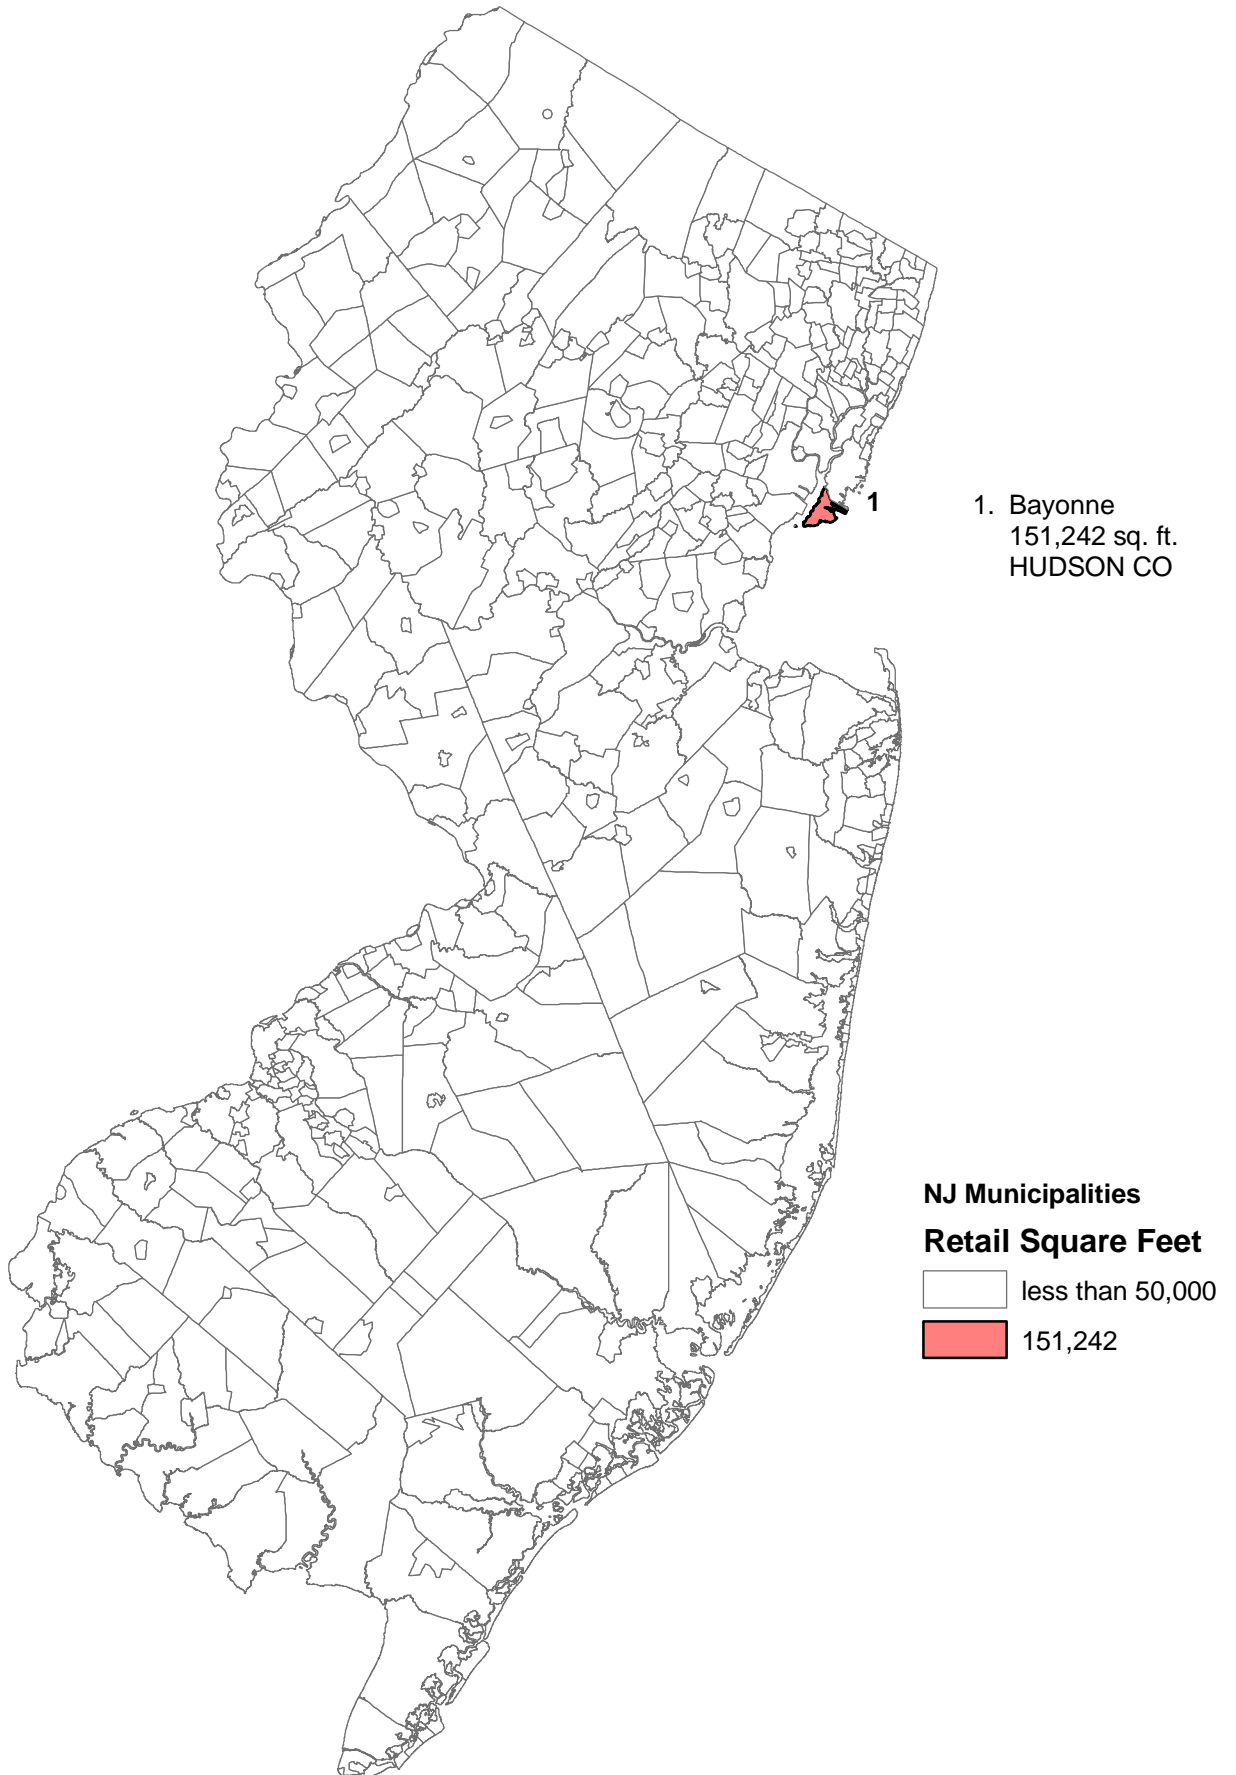 1
1. Bayonne
151,242 sq. ft.
HUDSON CO
NJ Municipalities
Retail Square Feet
less than 50,000
151,242